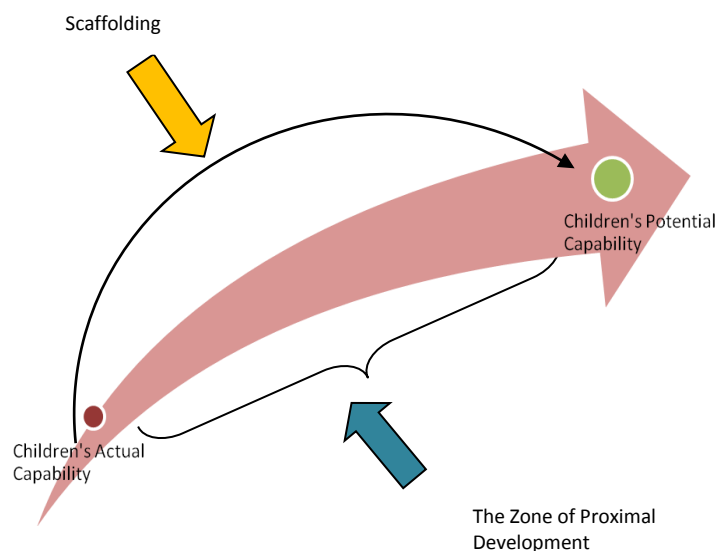 Scaffolding
Children's Potential
Capability
Children's Actual
Capability
The Zone of Proximal
Development